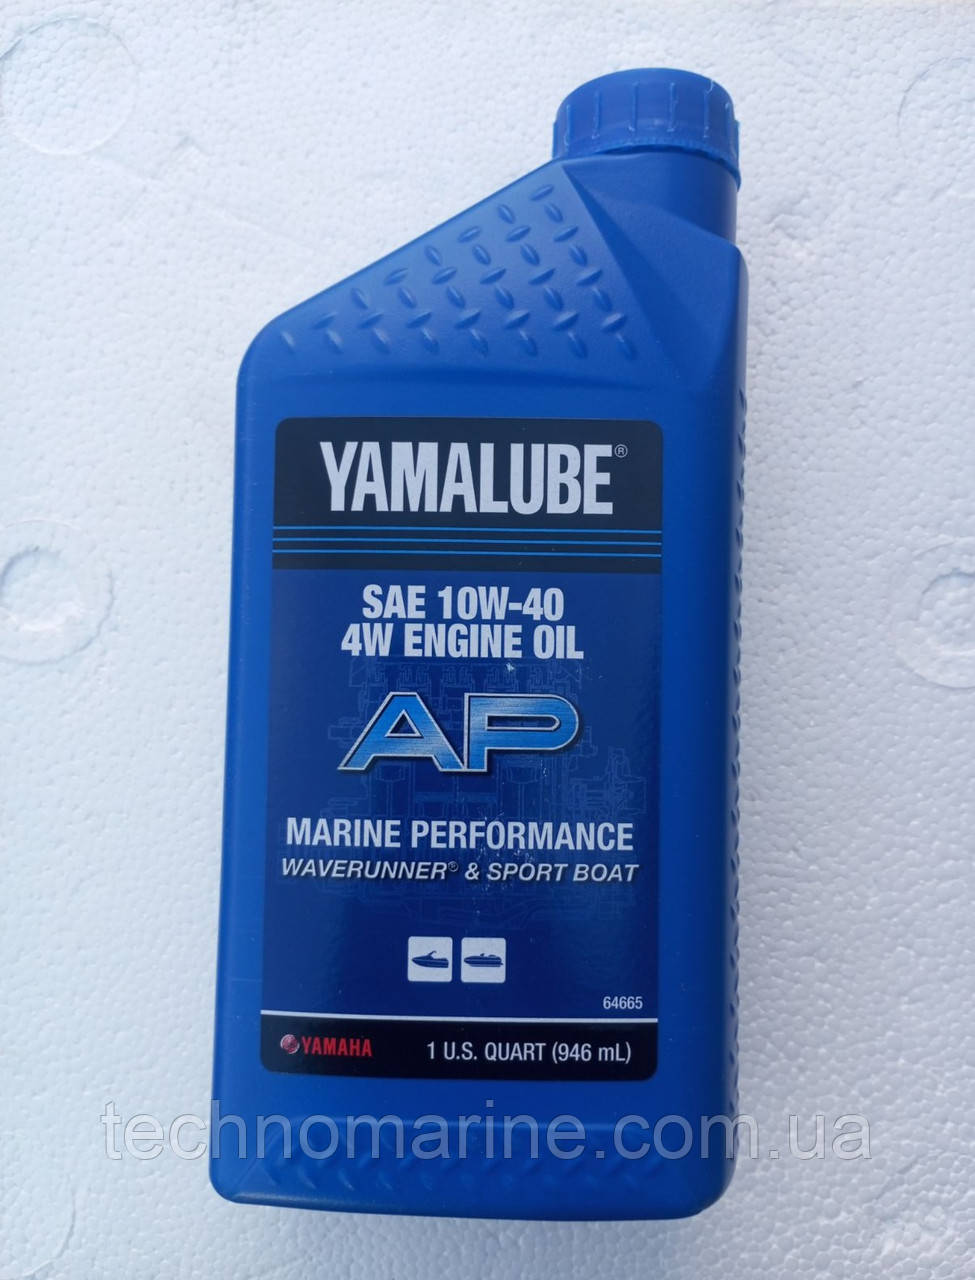 YAMALUBE®
SAE 10W-40
4W ENGINE OIL
AP
MARINE PERFORMANCE
WAVERUNNER® & SPORT BOAT
64665
YAMAHA 1 U.S. QUART (946 mL)
technomarine.com.ua